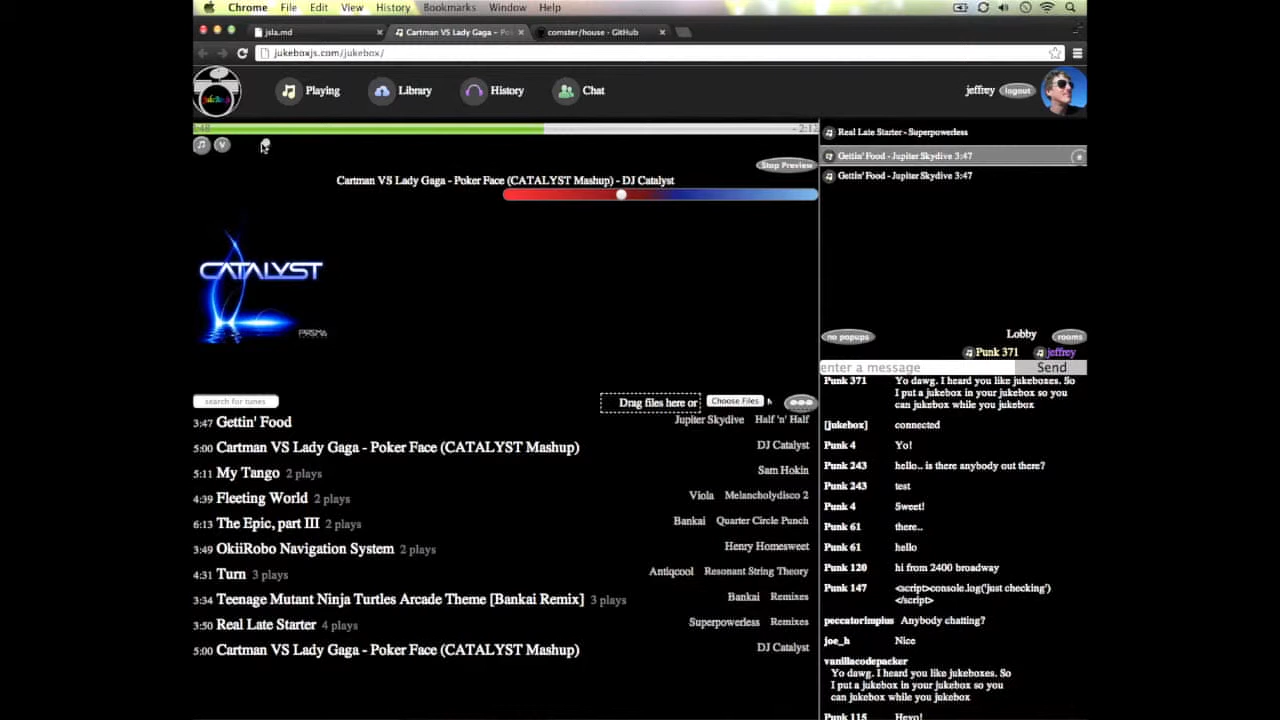 Chrome File Edit View History Bookmarks Window Help
jsla.md
Cartman VS Lady Gaga - Po
comster/house · GitHub
jukeboxjs.com/jukebox/
Playing Library History Chat
jeffrey logout
- 2:12
V
Stop Preview
Cartman VS Lady Gaga - Poker Face (CATALYST Mashup) - DJ Catalyst
CATALYST
PRISMA
Real Late Starter - Superpowerless
Gettin' Food - Jupiter Skydive 3:47
Gettin' Food - Jupiter Skydive 3:47
no popups Lobby rooms
Punk 371 jeffrey
enter a message Send
search for tunes Drag files here or Choose Files
3:47 Gettin' Food Jupiter Skydive Half 'n' Half
5:00 Cartman VS Lady Gaga - Poker Face (CATALYST Mashup) DJ Catalyst
5:11 My Tango 2 plays Sam Hokin
4:39 Fleeting World 2 plays Viola Melancholydisco 2
6:13 The Epic, part III 2 plays Bankai Quarter Circle Punch
3:49 OkiiRobo Navigation System 2 plays Henry Homesweet
4:31 Turn 3 plays Antiqcool Resonant String Theory
3:34 Teenage Mutant Ninja Turtles Arcade Theme [Bankai Remix] 3 plays Bankai Remixes
3:50 Real Late Starter 4 plays Superpowerless Remixes
5:00 Cartman VS Lady Gaga - Poker Face (CATALYST Mashup) DJ Catalyst
Punk 371 Yo dawg. I heard you like jukeboxes. So
I put a jukebox in your jukebox so you
can jukebox while you jukebox
[jukebox] connected
Punk 4 Yo!
Punk 243 hello.. is there anybody out there?
Punk 243 test
Punk 4 Sweet!
Punk 61 there..
Punk 61 hello
Punk 120 hi from 2400 broadway
Punk 147 <script>console.log('just checking')
</script>
peccatorimpius Anybody chatting?
joe_h Nice
vanillacodepacker
Yo dawg. I heard you like jukeboxes. So
I put a jukebox in your jukebox so you
can jukebox while you jukebox
Punk 115 Heyo!